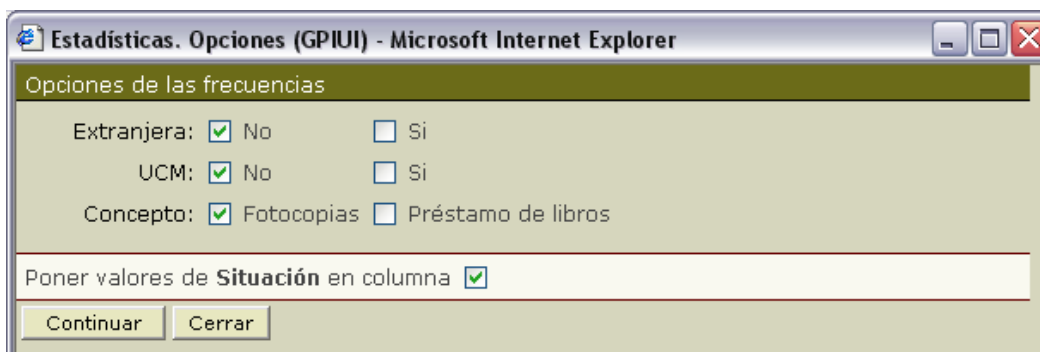 Estadísticas. Opciones (GPIUI) - Microsoft Internet Explorer
Opciones de las frecuencias
Extranjera: No Si
UCM: No Si
Concepto: Fotocopias Préstamo de libros
Poner valores de Situación en columna
Continuar Cerrar